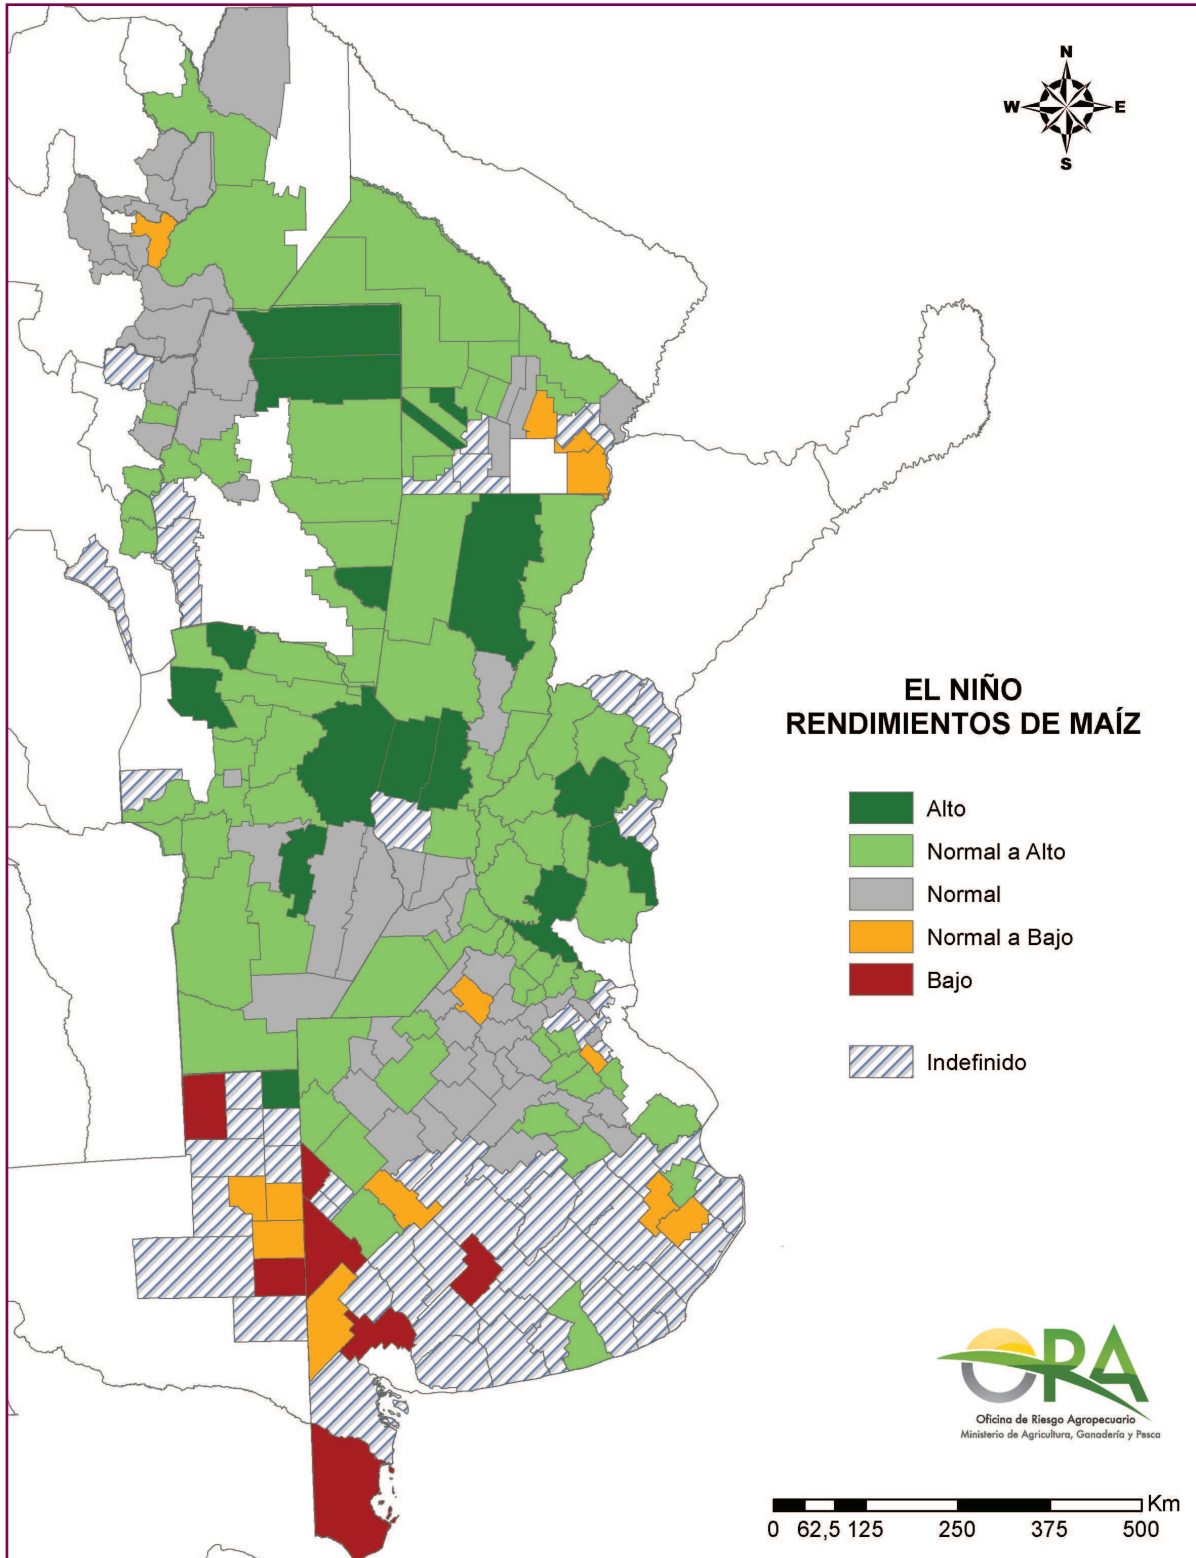 N
W E
S
EL NIÑO
RENDIMIENTOS DE MAÍZ
Alto
Normal a Alto
Normal
Normal a Bajo
Bajo
Indefinido
ORA
Oficina de Riesgo Agropecuario
Ministerio de Agricultura, Ganadería y Pesca
Km
0 62,5 125 250 375 500